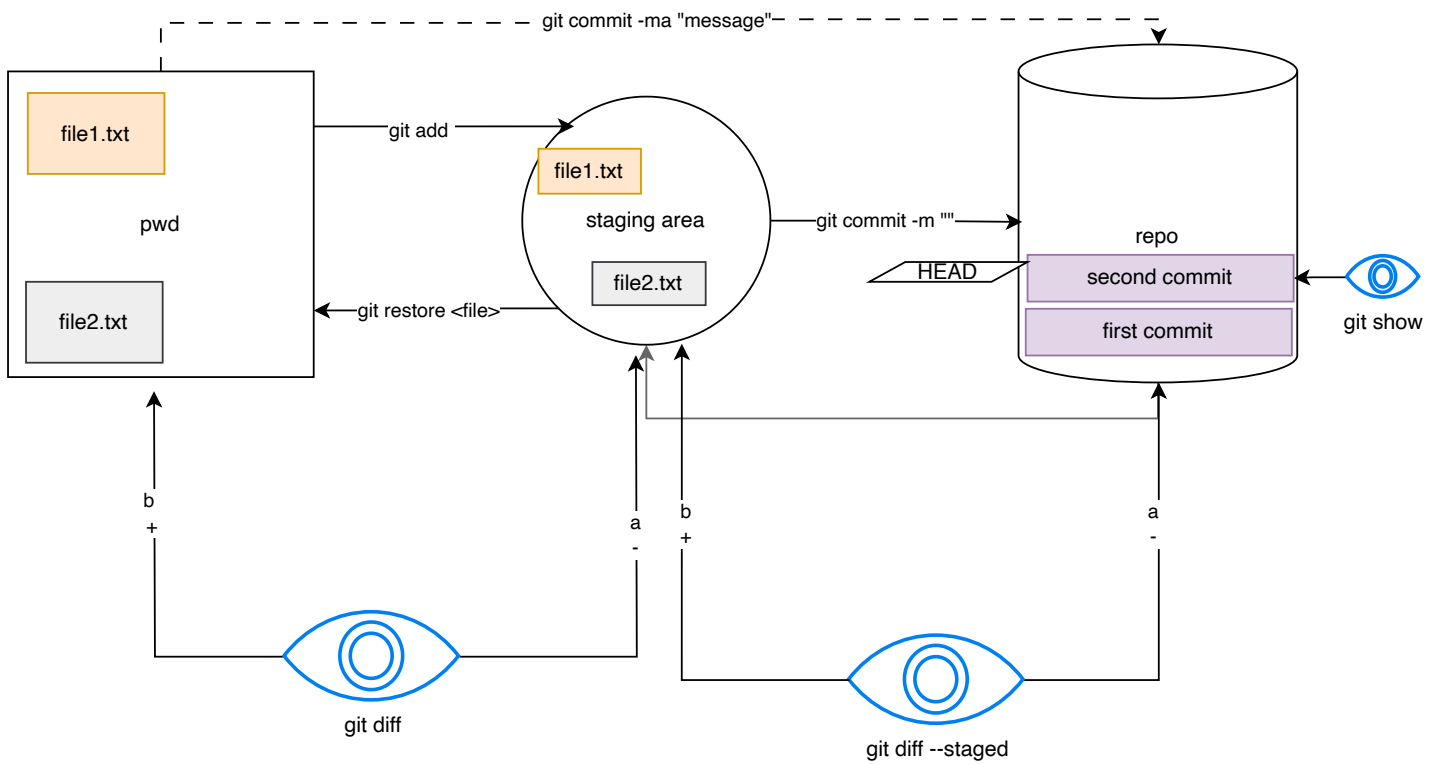 git commit -ma "message"
file1.txt
git add
file1.txt
pwd
staging area
git commit -m ""
repo
HEAD
second commit
file2.txt
git restore <file>
file2.txt
first commit
git show
b
+
a
-
b
+
a
-
git diff
git diff --staged